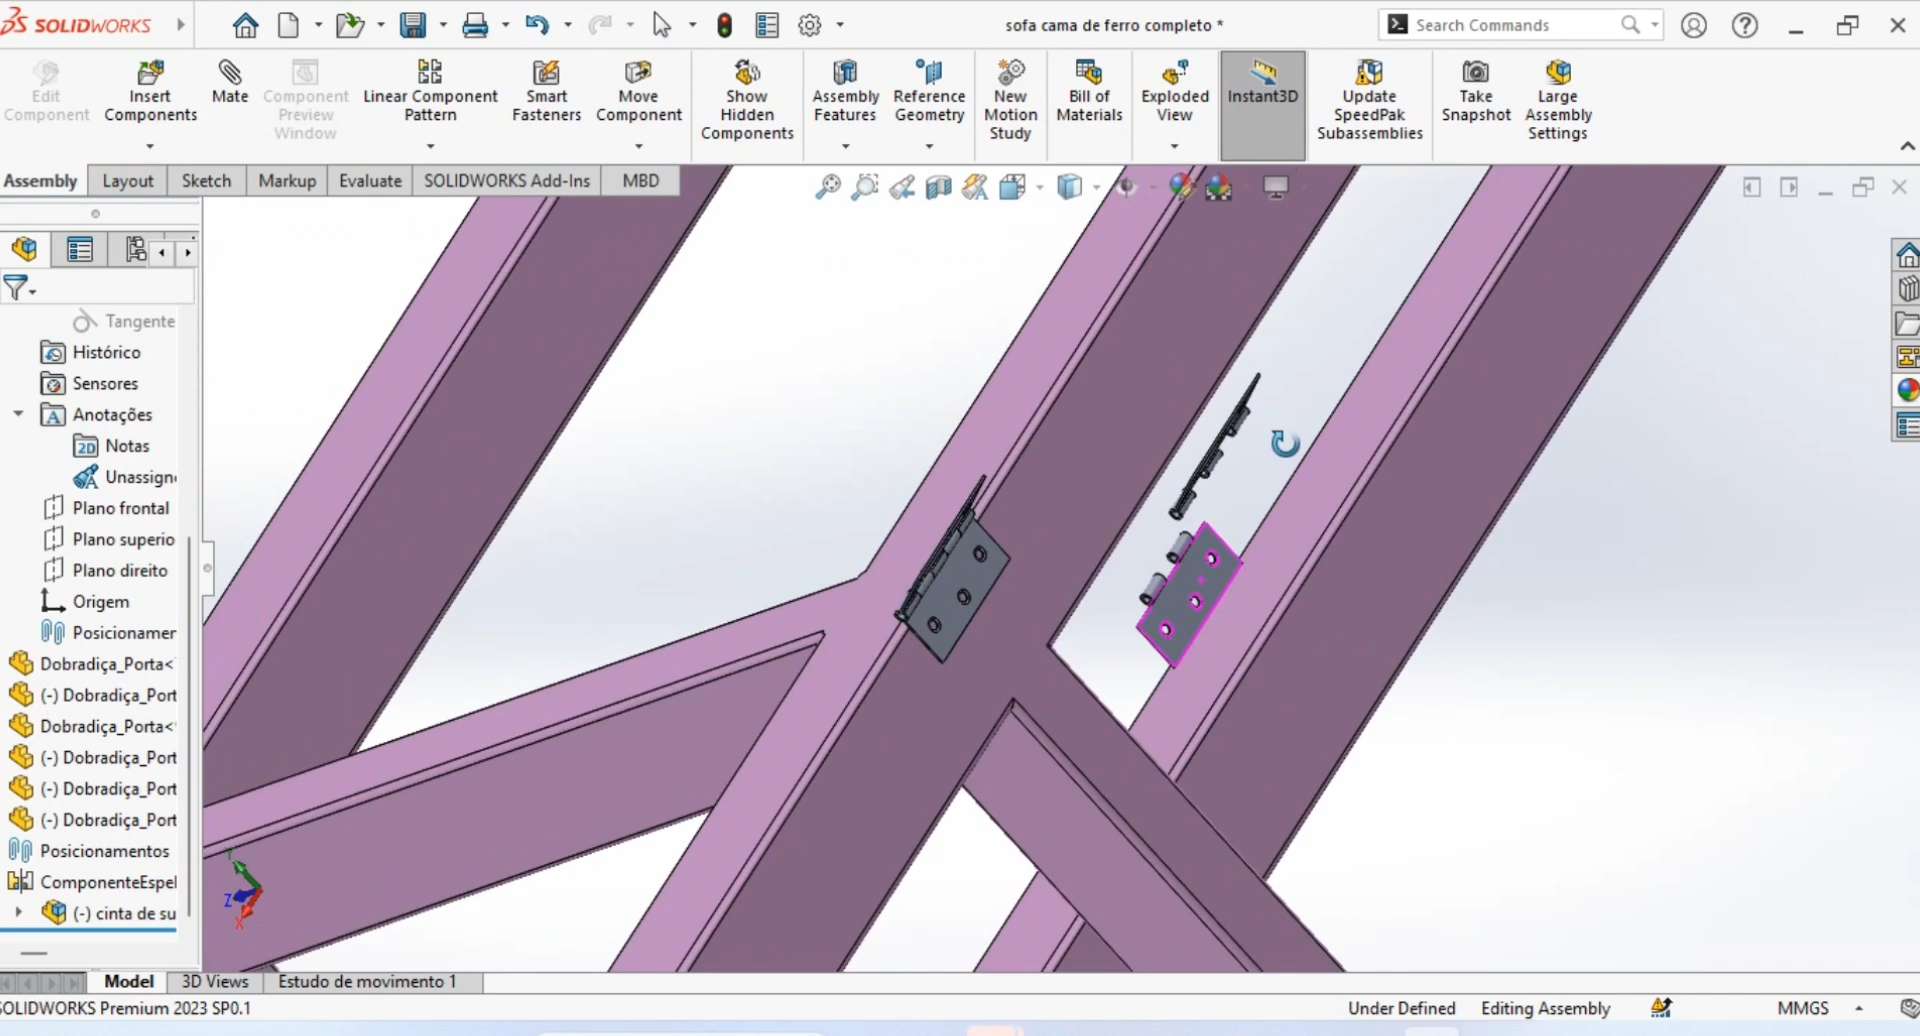 SOLIDWORKS
sofa cama de ferro completo *
Search Commands
Edit Component
Insert Components
Mate
Component Preview Window
Linear Component Pattern
Smart Fasteners
Move Component
Show Hidden Components
Assembly Features
Reference Geometry
New Motion Study
Bill of Materials
Exploded View
Instant3D
Update SpeedPak Subassemblies
Take Snapshot
Large Assembly Settings
Assembly
Layout
Sketch
Markup
Evaluate
SOLIDWORKS Add-Ins
MBD
Tangente
Histórico
Sensores
Anotações
Notas
Unassign
Plano frontal
Plano superio
Plano direito
Origem
Posicionamer
Dobradiça_Porta<
(-) Dobradiça_Port
Dobradiça_Porta<
(-) Dobradiça_Port
(-) Dobradiça_Port
(-) Dobradiça_Port
Posicionamentos
ComponenteEspel
(-) cinta de su
Y
Z
X
Model
3D Views
Estudo de movimento 1
SOLIDWORKS Premium 2023 SP0.1
Under Defined
Editing Assembly
MMGS